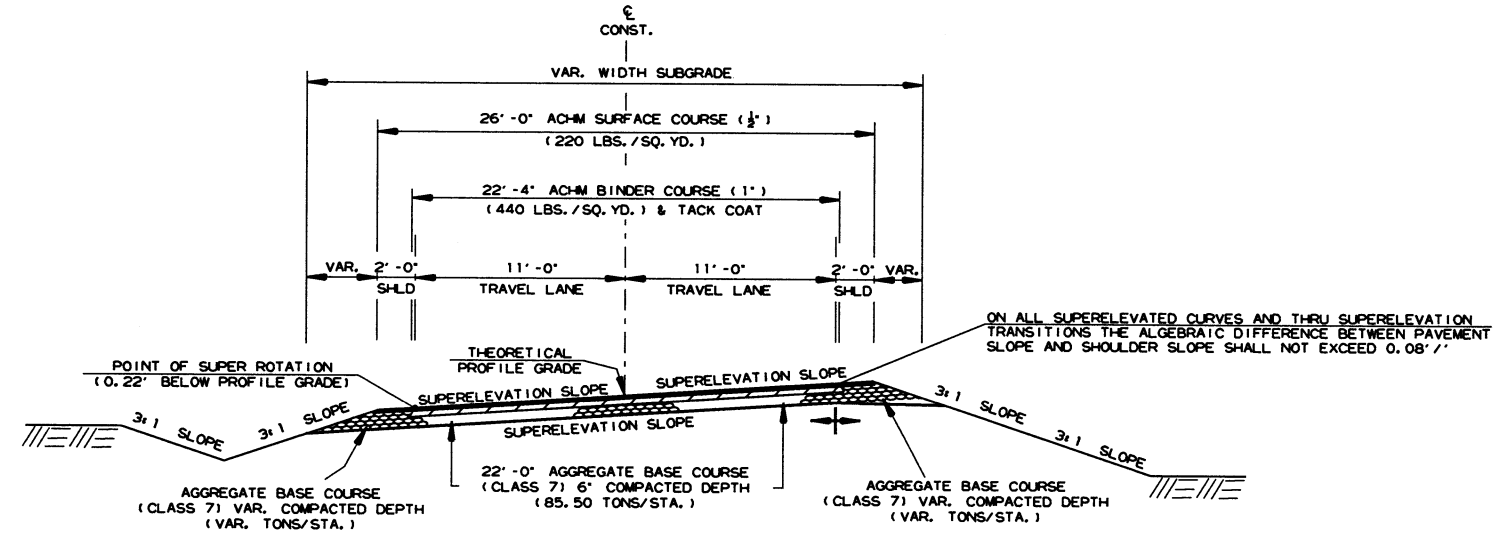 ℄
CONST.
VAR. WIDTH SUBGRADE
26'-0" ACHM SURFACE COURSE (½")
(220 LBS./SQ. YD.)
22'-4" ACHM BINDER COURSE (1")
(440 LBS./SQ. YD.) & TACK COAT
VAR.
2'-0"
SHLD
11'-0"
TRAVEL LANE
11'-0"
TRAVEL LANE
2'-0"
SHLD
VAR.
ON ALL SUPERELEVATED CURVES AND THRU SUPERELEVATION
TRANSITIONS THE ALGEBRAIC DIFFERENCE BETWEEN PAVEMENT
SLOPE AND SHOULDER SLOPE SHALL NOT EXCEED 0.08'/'
POINT OF SUPER ROTATION
(0.22' BELOW PROFILE GRADE)
THEORETICAL
PROFILE GRADE
SUPERELEVATION SLOPE
SUPERELEVATION SLOPE
SUPERELEVATION SLOPE
3:1 SLOPE
3:1 SLOPE
3:1
3:1 SLOPE
AGGREGATE BASE COURSE
(CLASS 7) VAR. COMPACTED DEPTH
(VAR. TONS/STA.)
22'-0" AGGREGATE BASE COURSE
(CLASS 7) 6" COMPACTED DEPTH
(85.50 TONS/STA.)
AGGREGATE BASE COURSE
(CLASS 7) VAR. COMPACTED DEPTH
(VAR. TONS/STA.)